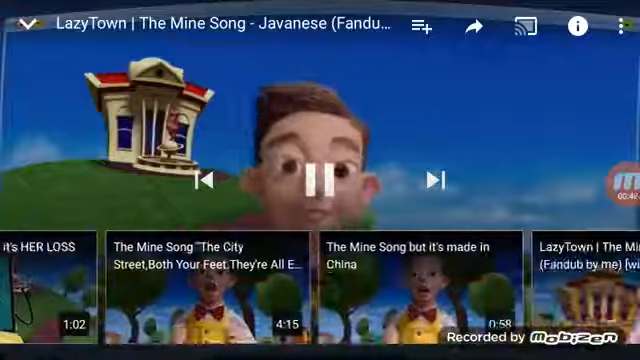 LazyTown | The Mine Song - Javanese (Fandu...
it's HER LOSS
1:02
The Mine Song "The City
Street,Both Your Feet,They're All E...
4:15
The Mine Song but it's made in
China
0:58
LazyTown | The Mi
(Fandub by me) [wi
Recorded by Mobizen